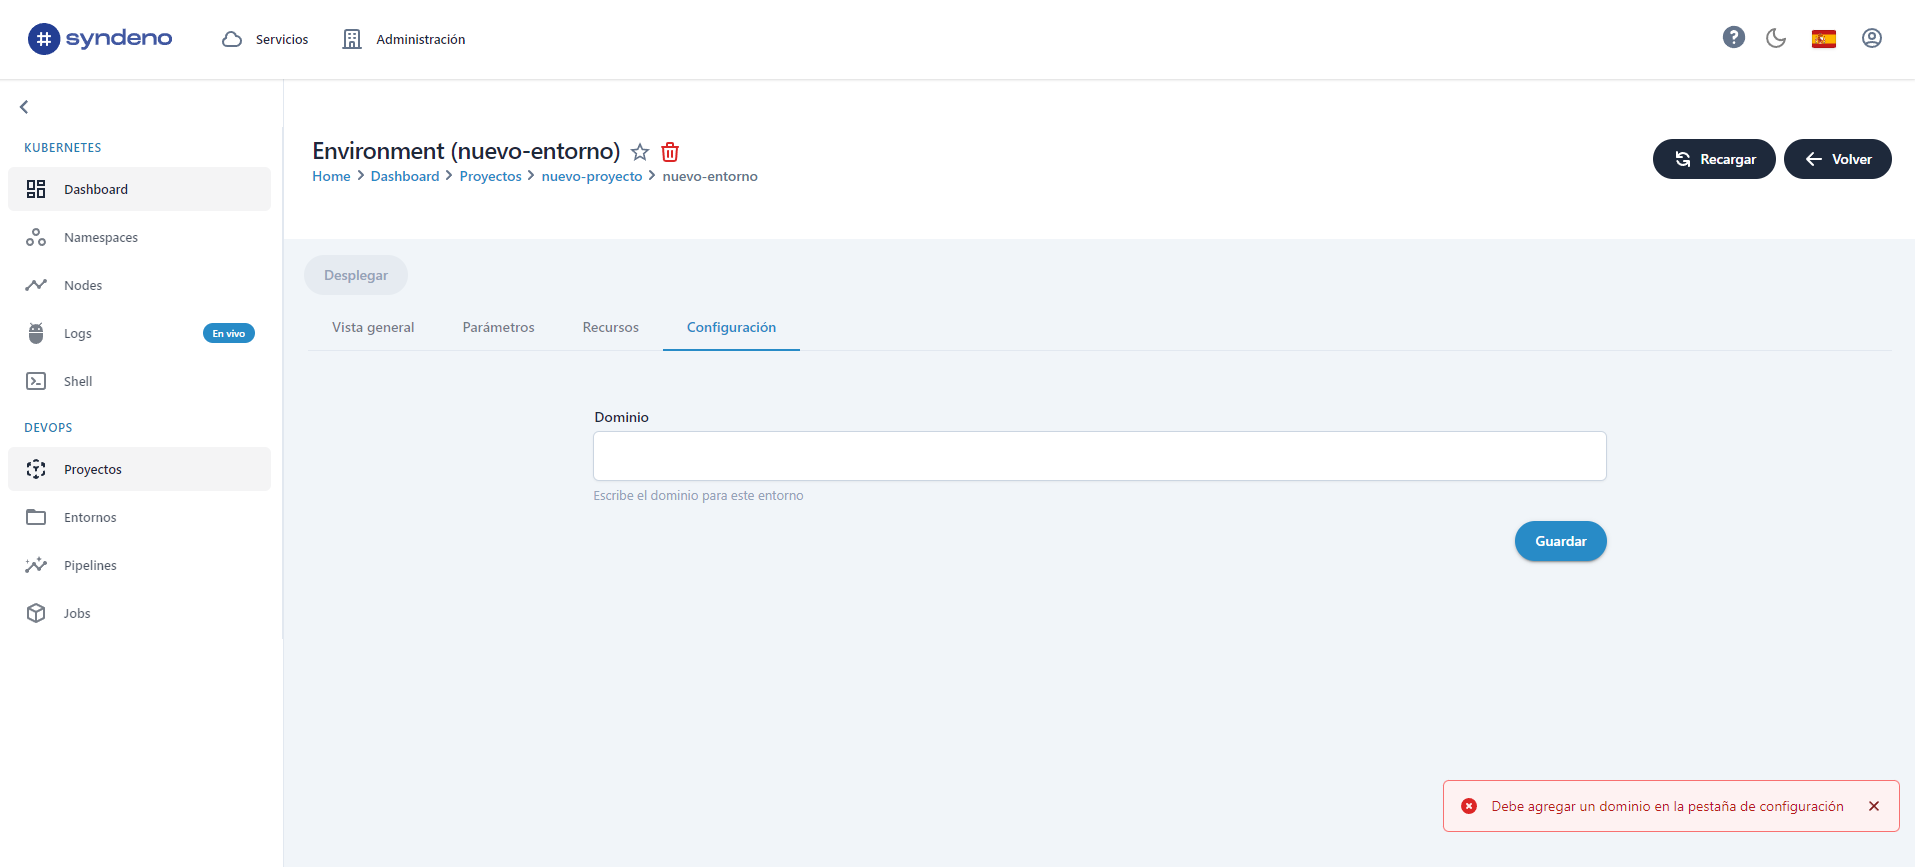 syndeno
Servicios
Administración
KUBERNETES
Dashboard
Namespaces
Nodes
Logs
En vivo
Shell
DEVOPS
Proyectos
Entornos
Pipelines
Jobs
Environment (nuevo-entorno)
Home > Dashboard > Proyectos > nuevo-proyecto > nuevo-entorno
Recargar
Volver
Desplegar
Vista general
Parámetros
Recursos
Configuración
Dominio
Escribe el dominio para este entorno
Guardar
Debe agregar un dominio en la pestaña de configuración